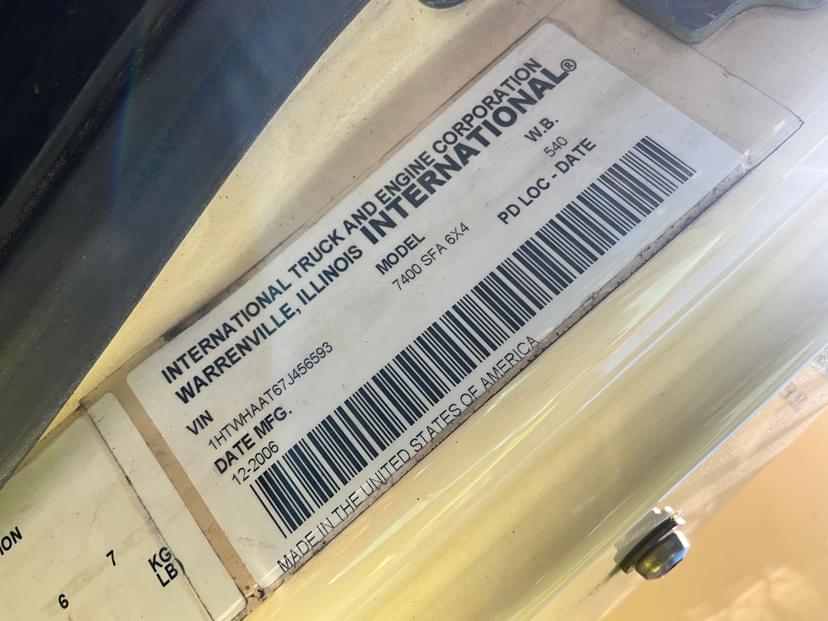 INTERNATIONAL TRUCK AND ENGINE CORPORATION
WARRENVILLE, ILLINOIS INTERNATIONAL®
VIN MODEL W.B.
1HTWHAAT67J456593 7400 SFA 6X4 540
DATE MFG. PD LOC - DATE
12-2006
MADE IN THE UNITED STATES OF AMERICA
ION
6 7 KG
LB